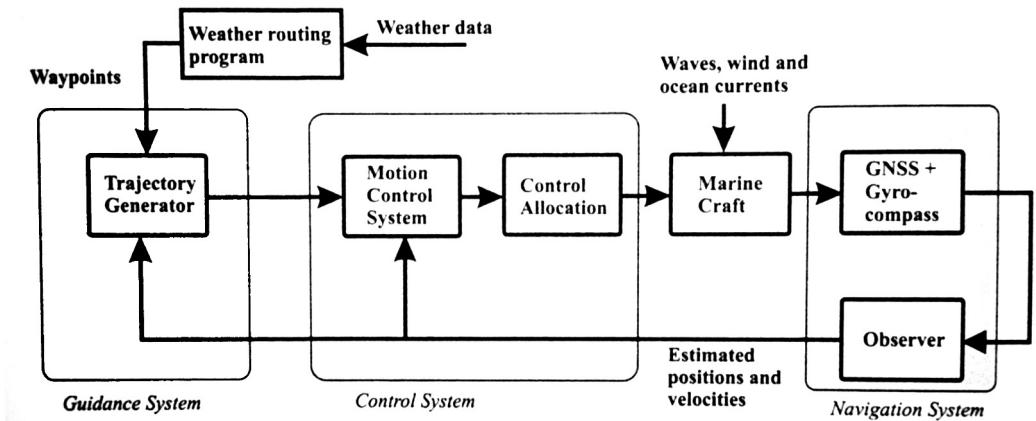 Weather routing
program
Weather data
Waypoints
Waves, wind and
ocean currents
Trajectory
Generator
Motion
Control
System
Control
Allocation
Marine
Craft
GNSS +
Gyro-
compass
Observer
Estimated
positions and
velocities
Guidance System
Control System
Navigation System